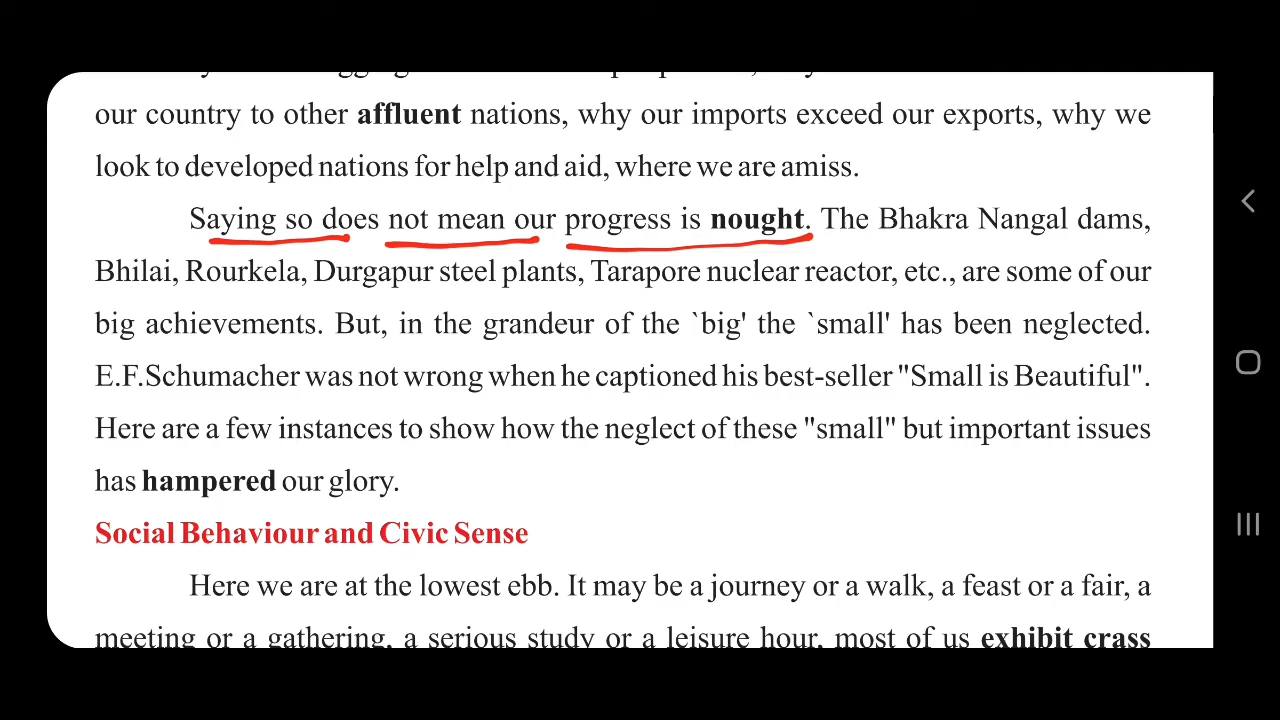 our country to other affluent nations, why our imports exceed our exports, why we
look to developed nations for help and aid, where we are amiss.
Saying so does not mean our progress is nought. The Bhakra Nangal dams,
Bhilai, Rourkela, Durgapur steel plants, Tarapore nuclear reactor, etc., are some of our
big achievements. But, in the grandeur of the `big' the `small' has been neglected.
E.F.Schumacher was not wrong when he captioned his best-seller "Small is Beautiful".
Here are a few instances to show how the neglect of these "small" but important issues
has hampered our glory.
Social Behaviour and Civic Sense
Here we are at the lowest ebb. It may be a journey or a walk, a feast or a fair, a
meeting or a gathering, a serious study or a leisure hour, most of us exhibit crass